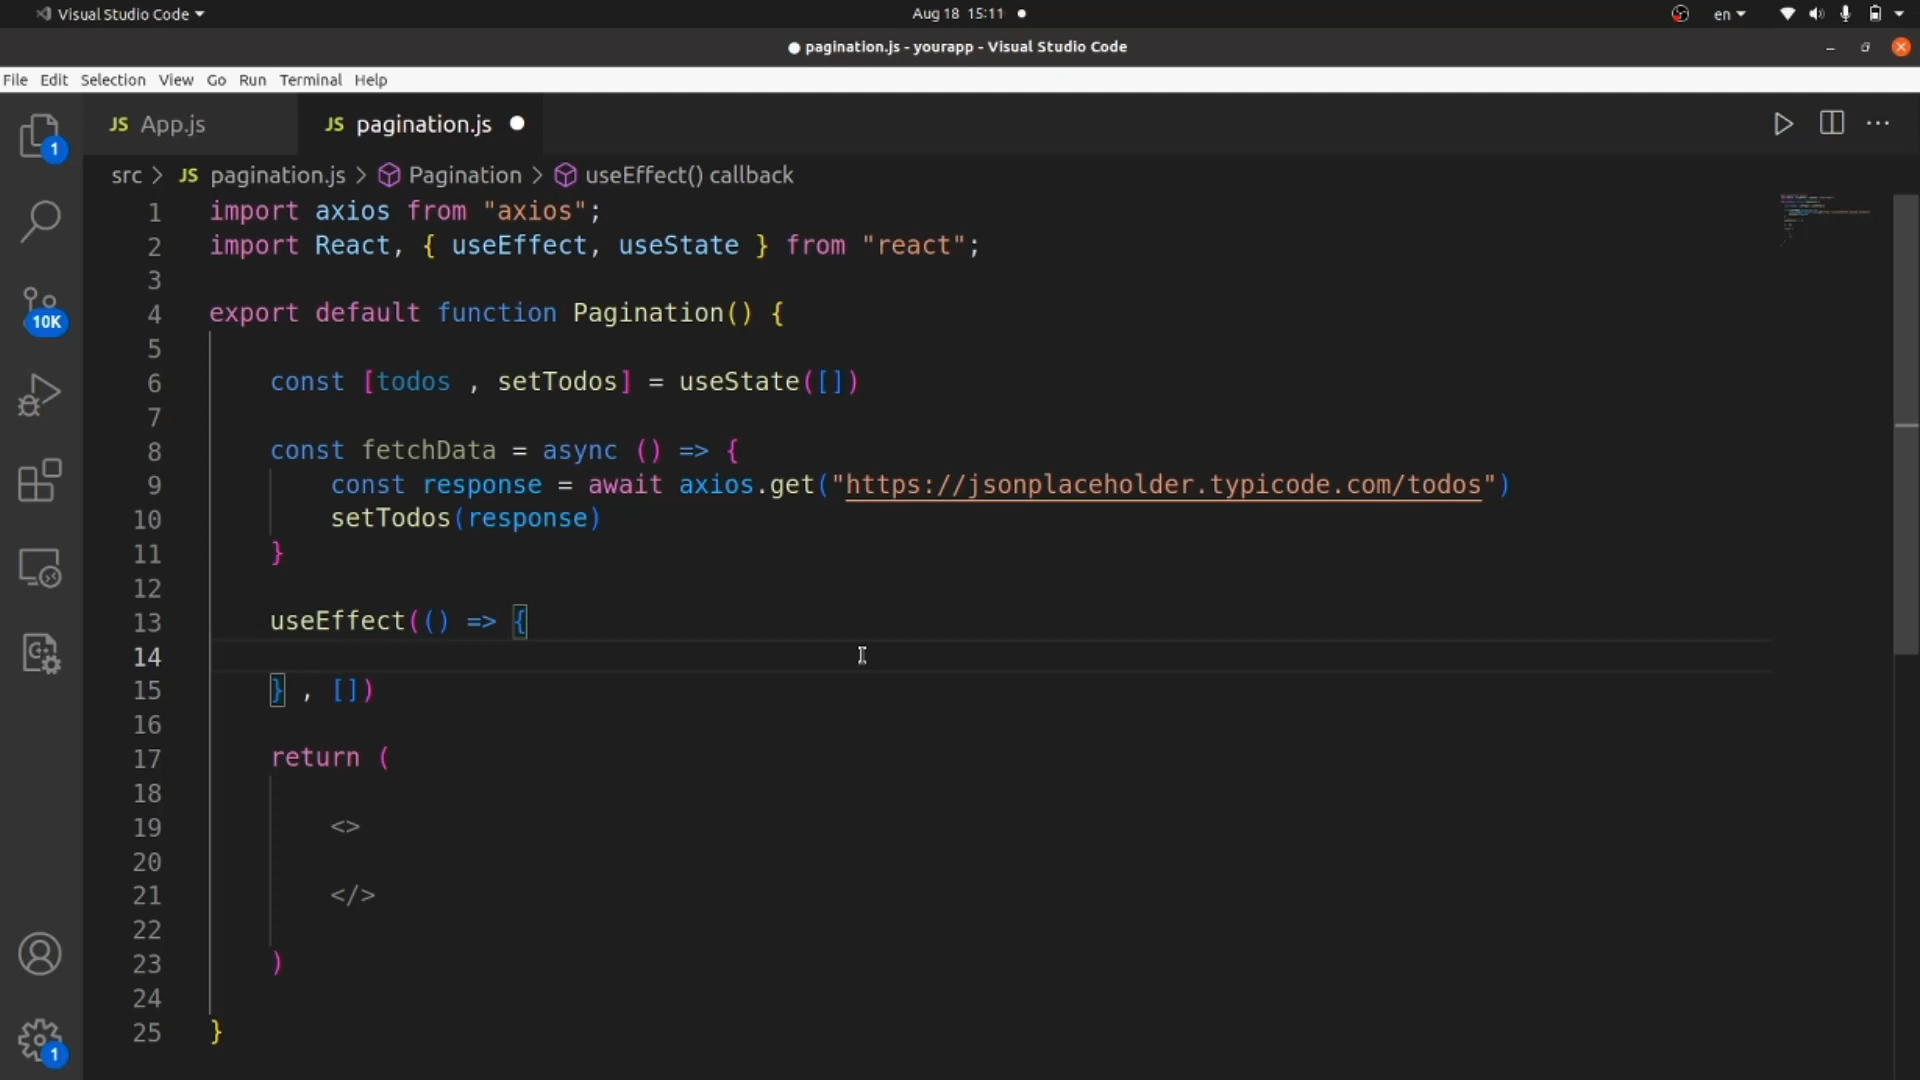 Visual Studio Code
Aug 18 15:11
en
pagination.js - yourapp - Visual Studio Code
File Edit Selection View Go Run Terminal Help
1
JS App.js
JS pagination.js
src > JS pagination.js > Pagination > useEffect() callback
1 import axios from "axios";
2 import React, { useEffect, useState } from "react";
3
4 export default function Pagination() {
5
6 const [todos , setTodos] = useState([])
7
8 const fetchData = async () => {
9 const response = await axios.get("https://jsonplaceholder.typicode.com/todos")
10 setTodos(response)
11 }
12
13 useEffect(() => {
14
15 } , [])
16
17 return (
18
19 <>
20
21 </>
22
23 )
24
25 }
10K
1